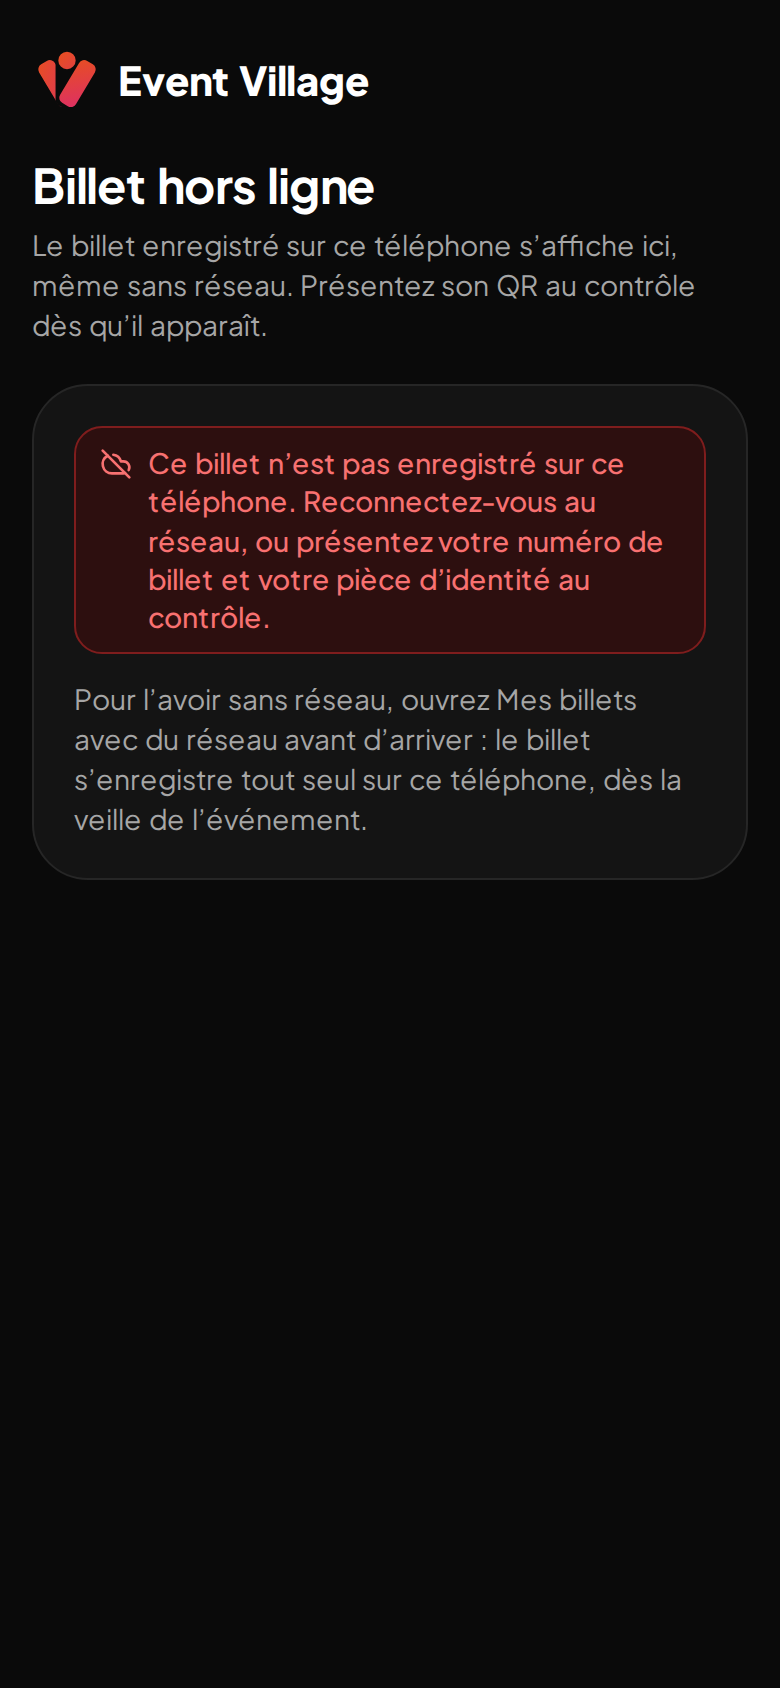 Event Village
Billet hors ligne
Le billet enregistré sur ce téléphone s’affiche ici,
même sans réseau. Présentez son QR au contrôle
dès qu’il apparaît.
Ce billet n’est pas enregistré sur ce
téléphone. Reconnectez-vous au
réseau, ou présentez votre numéro de
billet et votre pièce d’identité au
contrôle.
Pour l’avoir sans réseau, ouvrez Mes billets
avec du réseau avant d’arriver : le billet
s’enregistre tout seul sur ce téléphone, dès la
veille de l’événement.